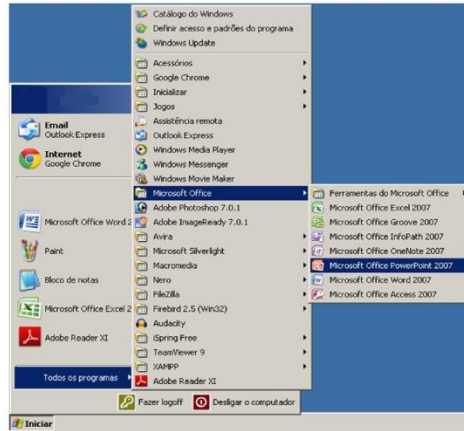 Catálogo do Windows
Definir acesso e padrões do programa
Windows Update
Acessórios
Google Chrome
Inicializar
Jogos
Assistência remota
Outlook Express
Windows Media Player
Windows Messenger
Windows Movie Maker
Microsoft Office
Adobe Photoshop 7.0.1
Adobe ImageReady 7.0.1
Avira
Microsoft Silverlight
Macromedia
Nero
FileZilla
Firebird 2.5 (Win32)
Audacity
iSpring Free
TeamViewer 9
XAMPP
Adobe Reader XI
Email
Outlook Express
Internet
Google Chrome
Microsoft Office Word 2
Paint
Bloco de notas
Microsoft Office Excel 2
Adobe Reader XI
Todos os programas
Ferramentas do Microsoft Office
Microsoft Office Excel 2007
Microsoft Office Groove 2007
Microsoft Office InfoPath 2007
Microsoft Office OneNote 2007
Microsoft Office PowerPoint 2007
Microsoft Office Word 2007
Microsoft Office Access 2007
Fazer logoff
Desligar o computador
Iniciar